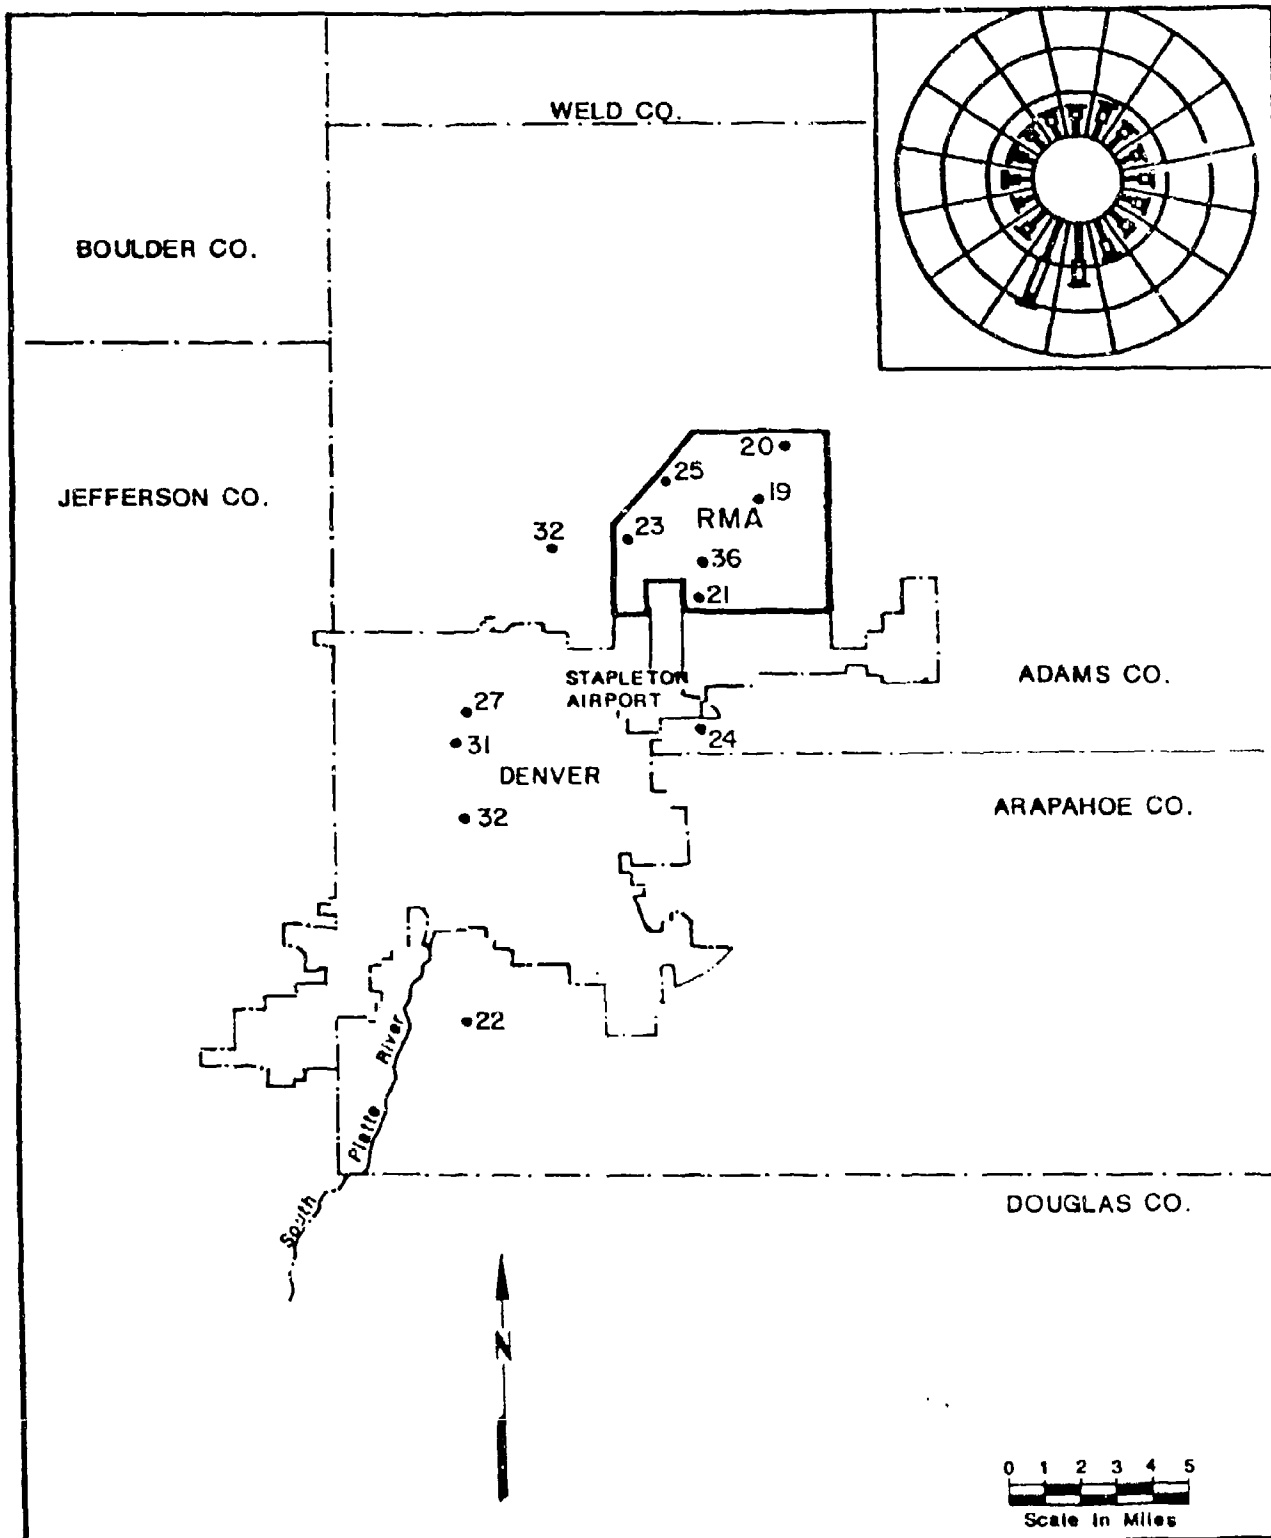 WELD CO.
BOULDER CO.
20
25
JEFFERSON CO.
19
RMA
32
23
36
21
STAPLETON
AIRPORT
ADAMS CO.
27
24
31
DENVER
ARAPAHOE CO.
32
22
South Platte River
DOUGLAS CO.
N
0 1 2 3 4 5
Scale In Miles